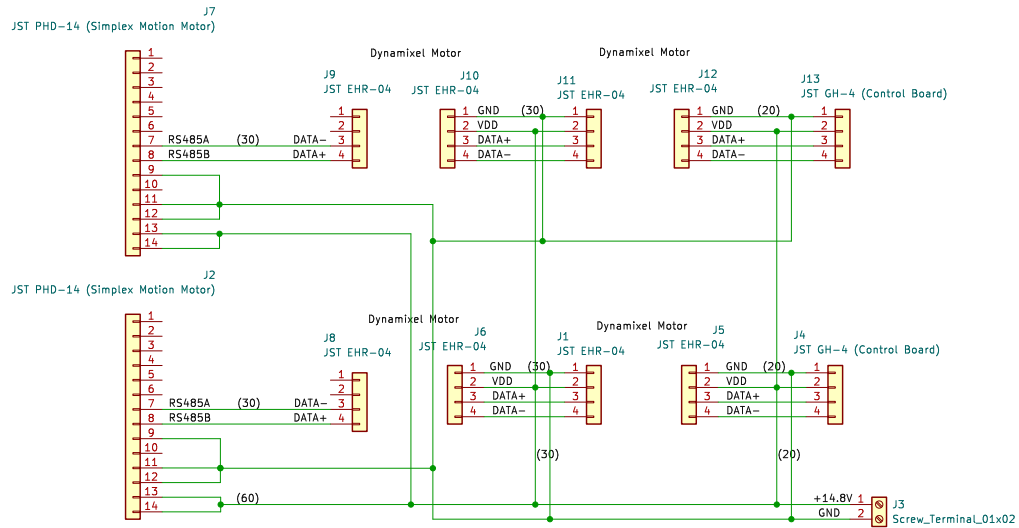 J7
JST PHD-14 (Simplex Motion Motor)
1
2
3
4
5
6
7
8
9
10
11
12
13
14
RS485A (30) DATA-
RS485B DATA+
J9
JST EHR-04
1
2
3
4
Dynamixel Motor
J10
JST EHR-04
1
2
3
4
GND (30)
VDD
DATA+
DATA-
J11
JST EHR-04
1
2
3
4
Dynamixel Motor
J12
JST EHR-04
1
2
3
4
GND (20)
VDD
DATA+
DATA-
J13
JST GH-4 (Control Board)
1
2
3
4
J2
JST PHD-14 (Simplex Motion Motor)
1
2
3
4
5
6
7
8
9
10
11
12
13
14
RS485A (30) DATA-
RS485B DATA+
(60)
J8
JST EHR-04
1
2
3
4
Dynamixel Motor
J6
JST EHR-04
1
2
3
4
GND (30)
VDD
DATA+
DATA-
(30)
J1
JST EHR-04
1
2
3
4
Dynamixel Motor
J5
JST EHR-04
1
2
3
4
GND (20)
VDD
DATA+
DATA-
(20)
J4
JST GH-4 (Control Board)
1
2
3
4
+14.8V 1
GND 2
J3
Screw_Terminal_01x02